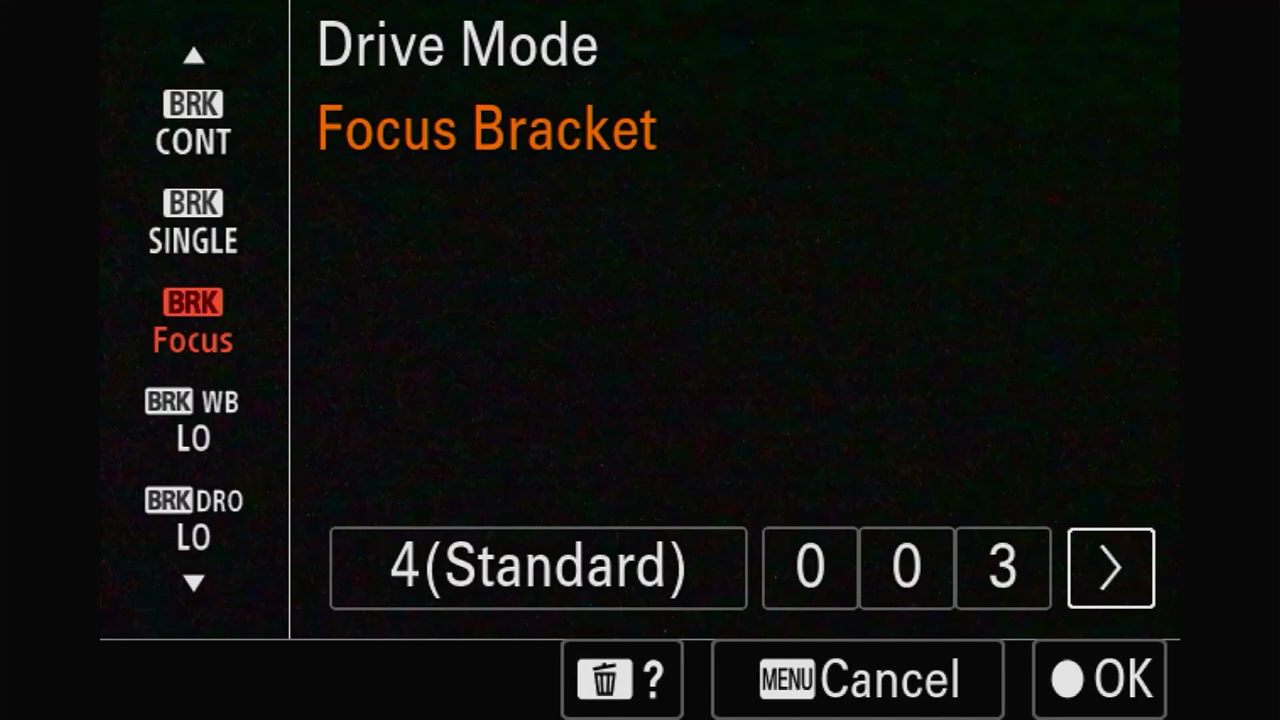 Drive Mode
Focus Bracket
BRK
CONT
BRK
SINGLE
BRK
Focus
BRK WB
LO
BRK DRO
LO
4(Standard) 0 0 3 >
? MENU Cancel OK